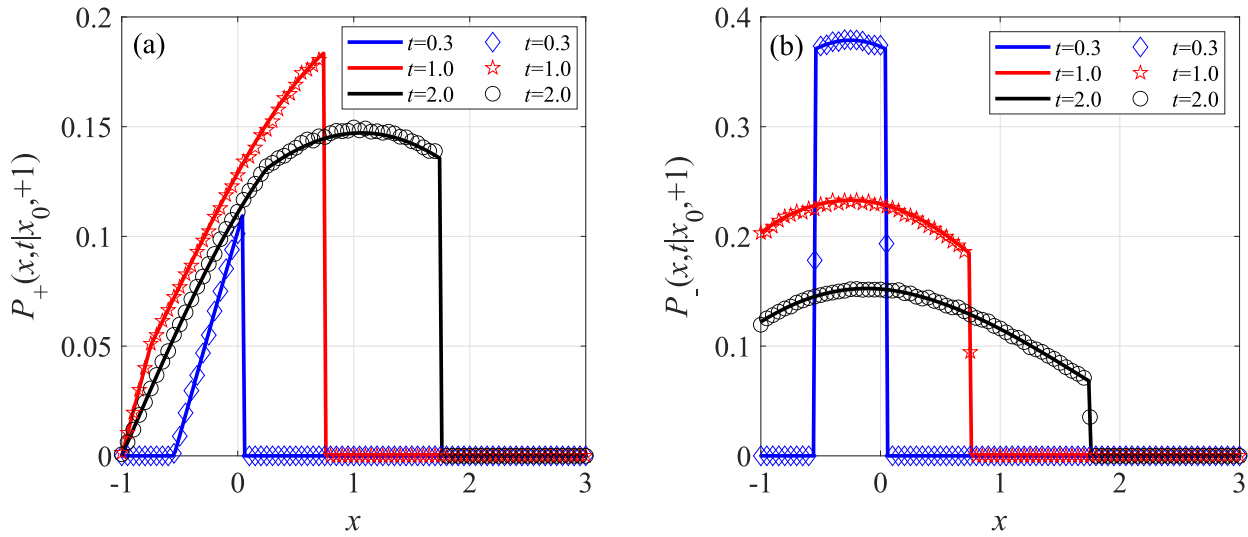 (a)
t=0.3 t=0.3
t=1.0 t=1.0
t=2.0 t=2.0
0.2
0.15
0.1
0.05
0
-1 0 1 2 3
x
P₊(x,t|x₀,+1)
(b)
t=0.3 t=0.3
t=1.0 t=1.0
t=2.0 t=2.0
0.4
0.3
0.2
0.1
0
-1 0 1 2 3
x
P₋(x,t|x₀,+1)